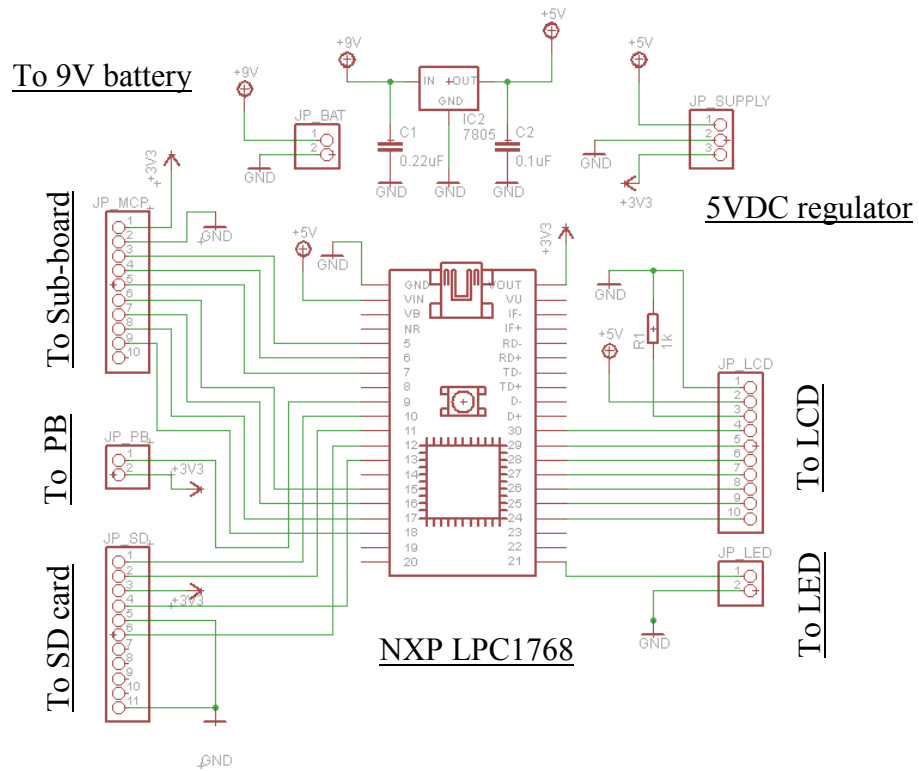 To 9V battery
+9V
JP_BAT
1
2
GND
+9V
+5V
IN
+OUT
GND
IC2
7805
C1
0.22uF
C2
0.1uF
GND
GND
GND
+5V
JP_SUPPLY
1
2
3
GND
+3V3
5VDC regulator
+3V3
JP_MCP
1
2
3
4
5
6
7
8
9
10
GND
To Sub-board
+5V
GND
+3V3
GND
VIN
VB
NR
5
6
7
8
9
10
11
12
13
14
15
16
17
18
19
20
VOUT
VU
IF-
IF+
RD-
RD+
TD-
TD+
D-
D+
30
29
28
27
26
25
24
23
22
21
NXP LPC1768
To PB
JP_PB
1
2
+3V3
To SD card
JP_SD
1
2
3
4
5
6
7
8
9
10
11
+3V3
GND
GND
R1
1k
+5V
JP_LCD
1
2
3
4
5
6
7
8
9
10
To LCD
JP_LED
1
2
GND
To LED